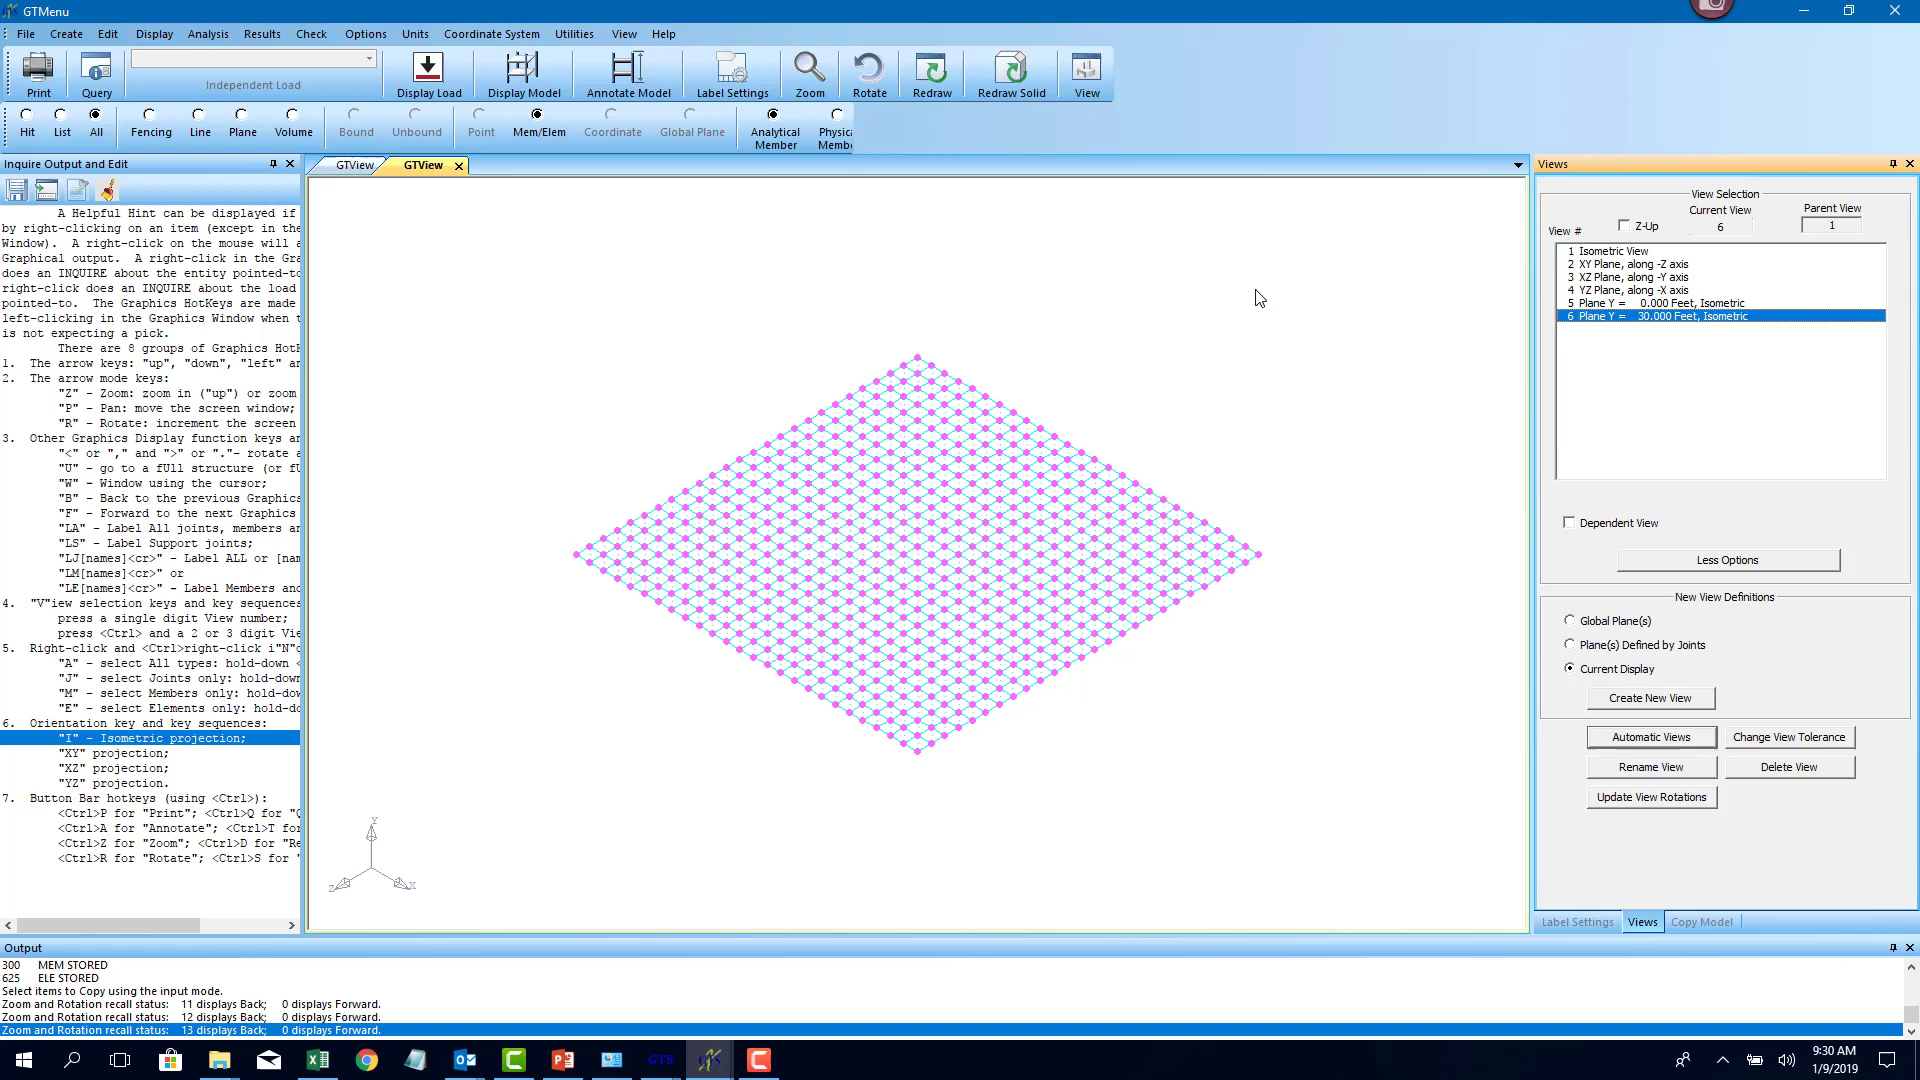 GTMenu
File Create Edit Display Analysis Results Check Options Units Coordinate System Utilities View Help
Print
Query
Independent Load
Display Load
Display Model
Annotate Model
Label Settings
Zoom
Rotate
Redraw
Redraw Solid
View
Hit List All Fencing Line Plane Volume Bound Unbound Point Mem/Elem Coordinate Global Plane
Analytical
Member
Physica
Membe
Inquire Output and Edit
A Helpful Hint can be displayed if
by right-clicking on an item (except in the
Window). A right-click on the mouse will a
Graphical output. A right-click in the Gra
does an INQUIRE about the entity pointed-to
right-click does an INQUIRE about the load
pointed-to. The Graphics HotKeys are made
left-clicking in the Graphics Window when t
is not expecting a pick.
There are 8 groups of Graphics HotK
1. The arrow keys: "up", "down", "left" an
2. The arrow mode keys:
"Z" - Zoom: zoom in ("up") or zoom
"P" - Pan: move the screen window;
"R" - Rotate: increment the screen
3. Other Graphics Display function keys an
"<" or "," and ">" or "."- rotate a
"U" - go to a fUll structure (or fU
"W" - Window using the cursor;
"B" - Back to the previous Graphics
"F" - Forward to the next Graphics
"LA" - Label All joints, members an
"LS" - Label Support joints;
"LJ[names]<cr>" - Label ALL or [nam
"LM[names]<cr>" or
"LE[names]<cr>" - Label Members and
4. "V"iew selection keys and key sequences
press a single digit View number;
press <Ctrl> and a 2 or 3 digit Vie
5. Right-click and <Ctrl>right-click i"N"q
"A" - select All types: hold-down <
"J" - select Joints only: hold-dow
"M" - select Members only: hold-dow
"E" - select Elements only: hold-do
6. Orientation key and key sequences:
"I" - Isometric projection;
"XY" projection;
"XZ" projection;
"YZ" projection.
7. Button Bar hotkeys (using <Ctrl>):
<Ctrl>P for "Print"; <Ctrl>Q for "Q
<Ctrl>A for "Annotate"; <Ctrl>T for
<Ctrl>Z for "Zoom"; <Ctrl>D for "Re
<Ctrl>R for "Rotate"; <Ctrl>S for "
GTView
GTView
Y
Z
X
Views
View Selection
Current View
Parent View
View #
Z-Up
6
1
1 Isometric View
2 XY Plane, along -Z axis
3 XZ Plane, along -Y axis
4 YZ Plane, along -X axis
5 Plane Y = 0.000 Feet, Isometric
6 Plane Y = 30.000 Feet, Isometric
Dependent View
Less Options
New View Definitions
Global Plane(s)
Plane(s) Defined by Joints
Current Display
Create New View
Automatic Views
Change View Tolerance
Rename View
Delete View
Update View Rotations
Label Settings
Views
Copy Model
Output
300 MEM STORED
625 ELE STORED
Select items to Copy using the input mode.
Zoom and Rotation recall status: 11 displays Back; 0 displays Forward.
Zoom and Rotation recall status: 12 displays Back; 0 displays Forward.
Zoom and Rotation recall status: 13 displays Back; 0 displays Forward.
GTS
9:30 AM
1/9/2019